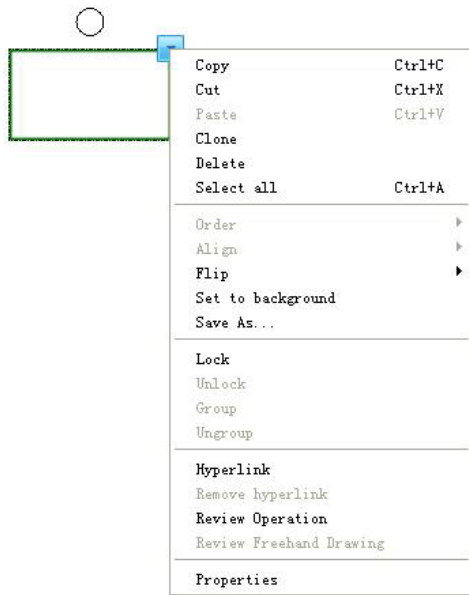 Copy Ctrl+C
Cut Ctrl+X
Paste Ctrl+V
Clone
Delete
Select all Ctrl+A
Order
Align
Flip
Set to background
Save As...
Lock
Unlock
Group
Ungroup
Hyperlink
Remove hyperlink
Review Operation
Review Freehand Drawing
Properties